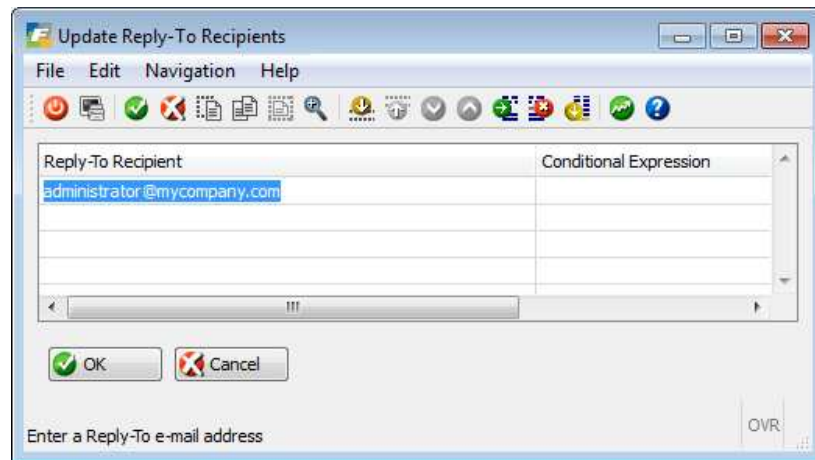 Update Reply-To Recipients
File Edit Navigation Help
Reply-To Recipient Conditional Expression
administrator@mycompany.com
OK Cancel
Enter a Reply-To e-mail address OVR